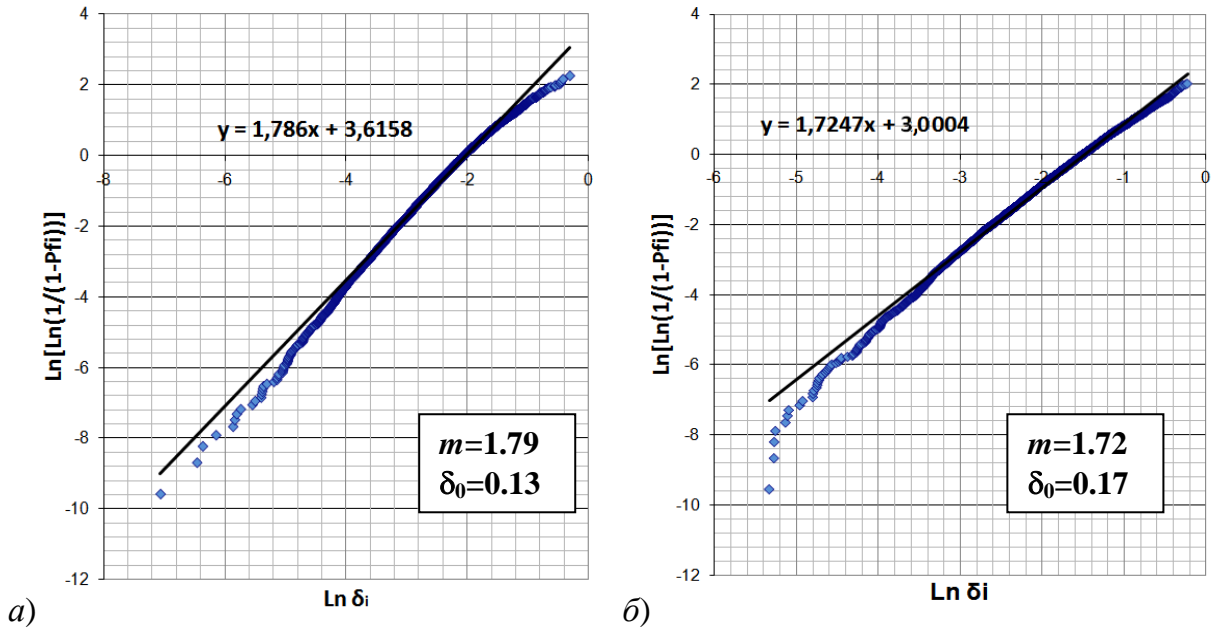 4
2
0
-2
-4
-6
-8
-10
-12
-8
-6
-4
-2
0
Ln[Ln(1/(1-Pfi))]
y = 1,786x + 3,6158
m=1.79
δ₀=0.13
Ln δᵢ
а)
4
2
0
-2
-4
-6
-8
-10
-12
-6
-5
-4
-3
-2
-1
0
Ln[Ln(1/(1-Pfi))]
y = 1,7247x + 3,0004
m=1.72
δ₀=0.17
Ln δi
б)